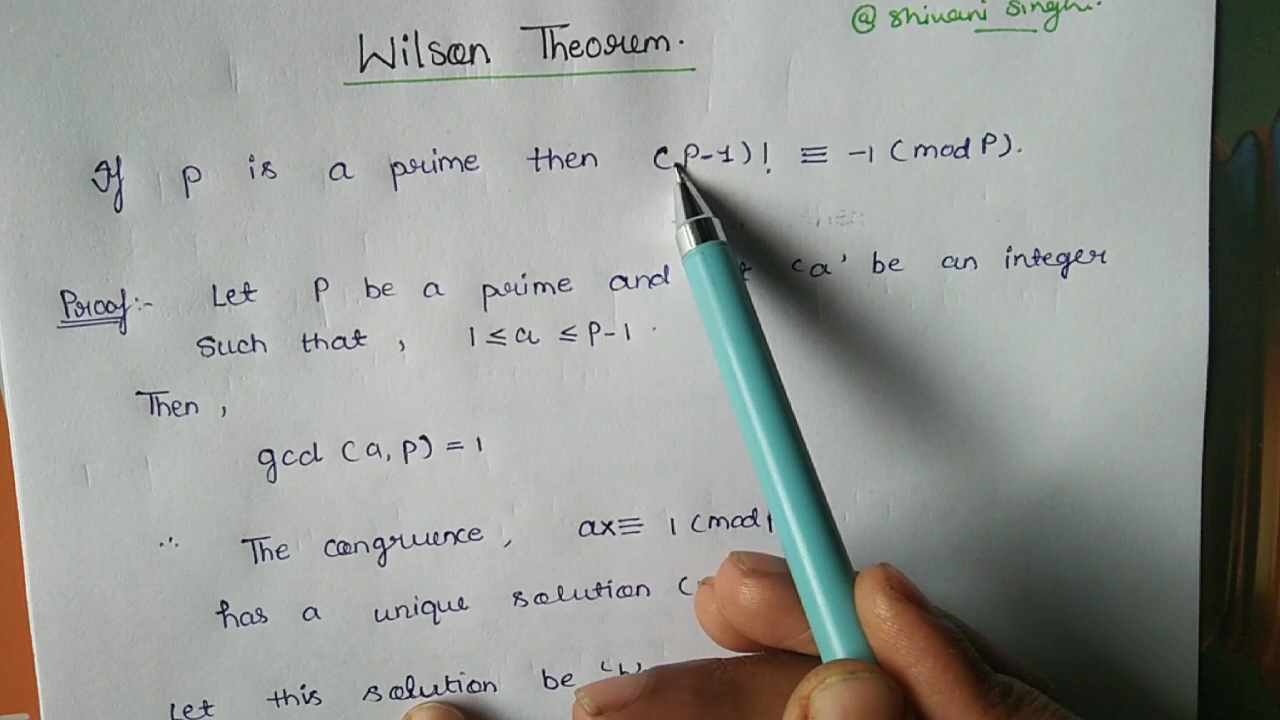 @ Shivani Singh.
Wilson Theorem.
If p is a prime then (P-1)! ≡ -1 (mod P).
Proof:- Let P be a prime and 'a' be an integer
such that, 1 ≤ a ≤ P-1.
Then,
gcd (a, p) = 1
∴ The congruence, ax ≡ 1 (mod
has a unique solution
Let this solution be 'b'